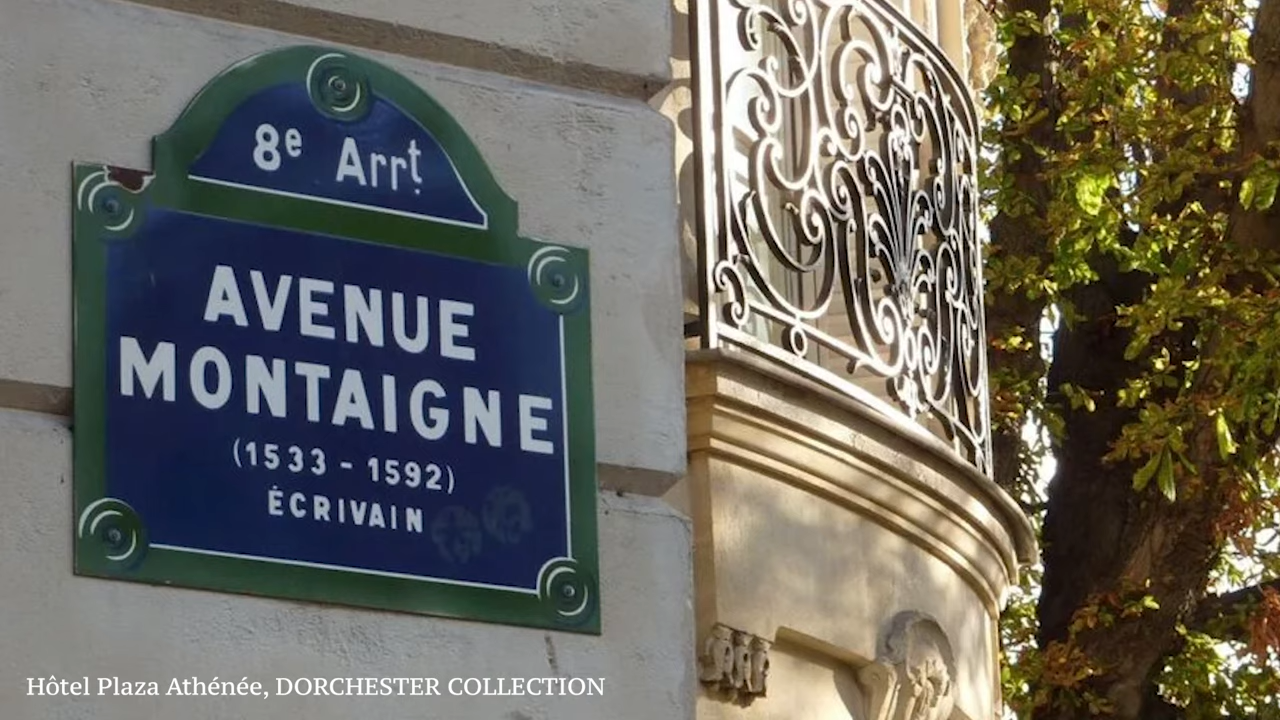 8e Arrt.
AVENUE
MONTAIGNE
(1533 - 1592)
ÉCRIVAIN
Hôtel Plaza Athénée, DORCHESTER COLLECTION